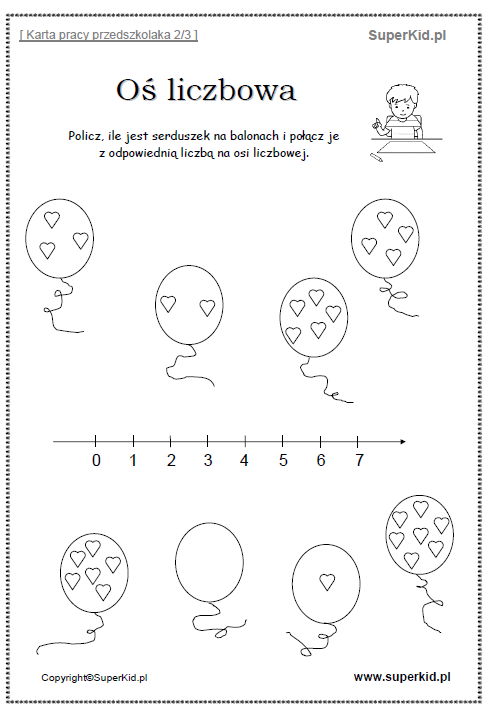 [ Karta pracy przedszkolaka 2/3 ]
SuperKid.pl
Oś liczbowa
Policz, ile jest serduszek na balonach i połącz je
z odpowiednią liczbą na osi liczbowej.
0 1 2 3 4 5 6 7
Copyright©SuperKid.pl
www.superkid.pl